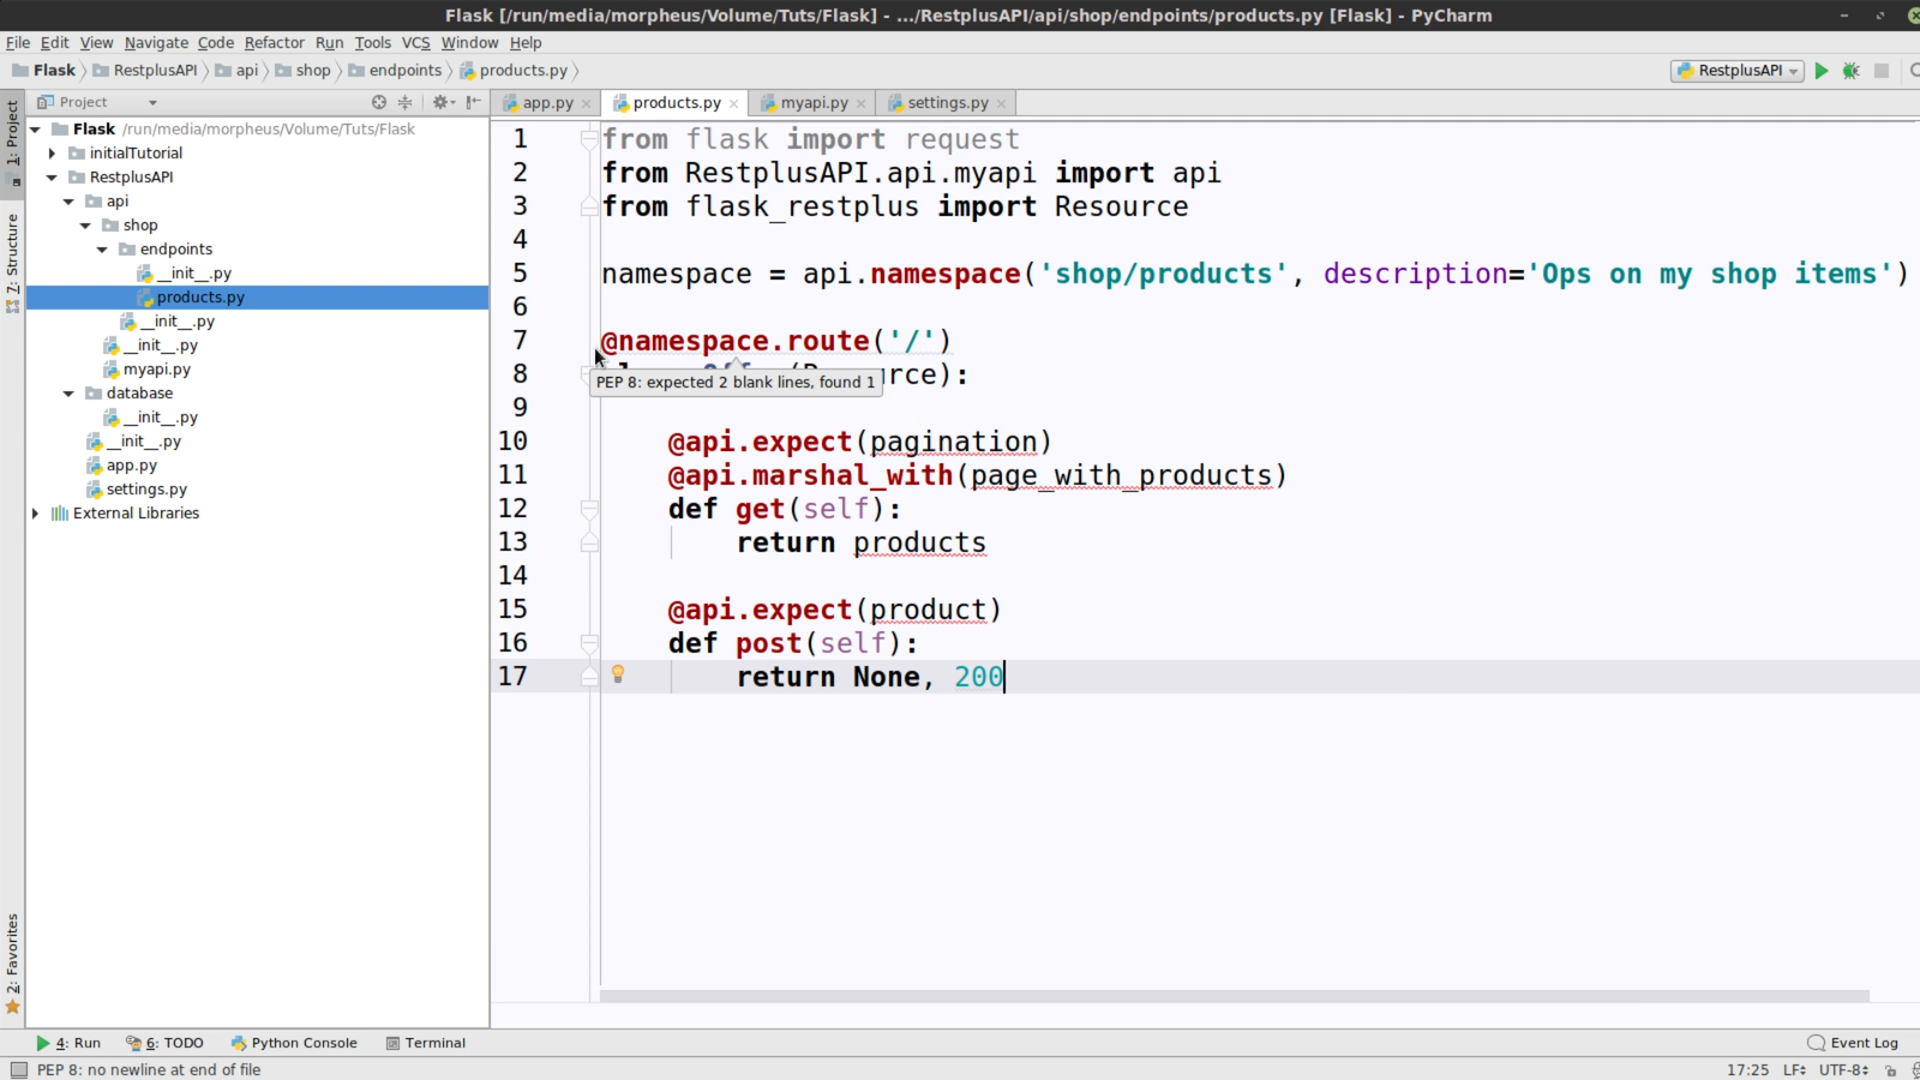 Flask [/run/media/morpheus/Volume/Tuts/Flask] - .../RestplusAPI/api/shop/endpoints/products.py [Flask] - PyCharm
File Edit View Navigate Code Refactor Run Tools VCS Window Help
Flask RestplusAPI api shop endpoints products.py RestplusAPI
Project app.py products.py myapi.py settings.py
1: Project
7: Structure
2: Favorites
Flask /run/media/morpheus/Volume/Tuts/Flask
initialTutorial
RestplusAPI
api
shop
endpoints
__init__.py
products.py
__init__.py
__init__.py
myapi.py
database
__init__.py
__init__.py
app.py
settings.py
External Libraries
1 from flask import request
2 from RestplusAPI.api.myapi import api
3 from flask_restplus import Resource
4
5 namespace = api.namespace('shop/products', description='Ops on my shop items')
6
7 @namespace.route('/')
8 rce):
PEP 8: expected 2 blank lines, found 1
9
10 @api.expect(pagination)
11 @api.marshal_with(page_with_products)
12 def get(self):
13 return products
14
15 @api.expect(product)
16 def post(self):
17 return None, 200
4: Run 6: TODO Python Console Terminal Event Log
PEP 8: no newline at end of file 17:25 LF UTF-8